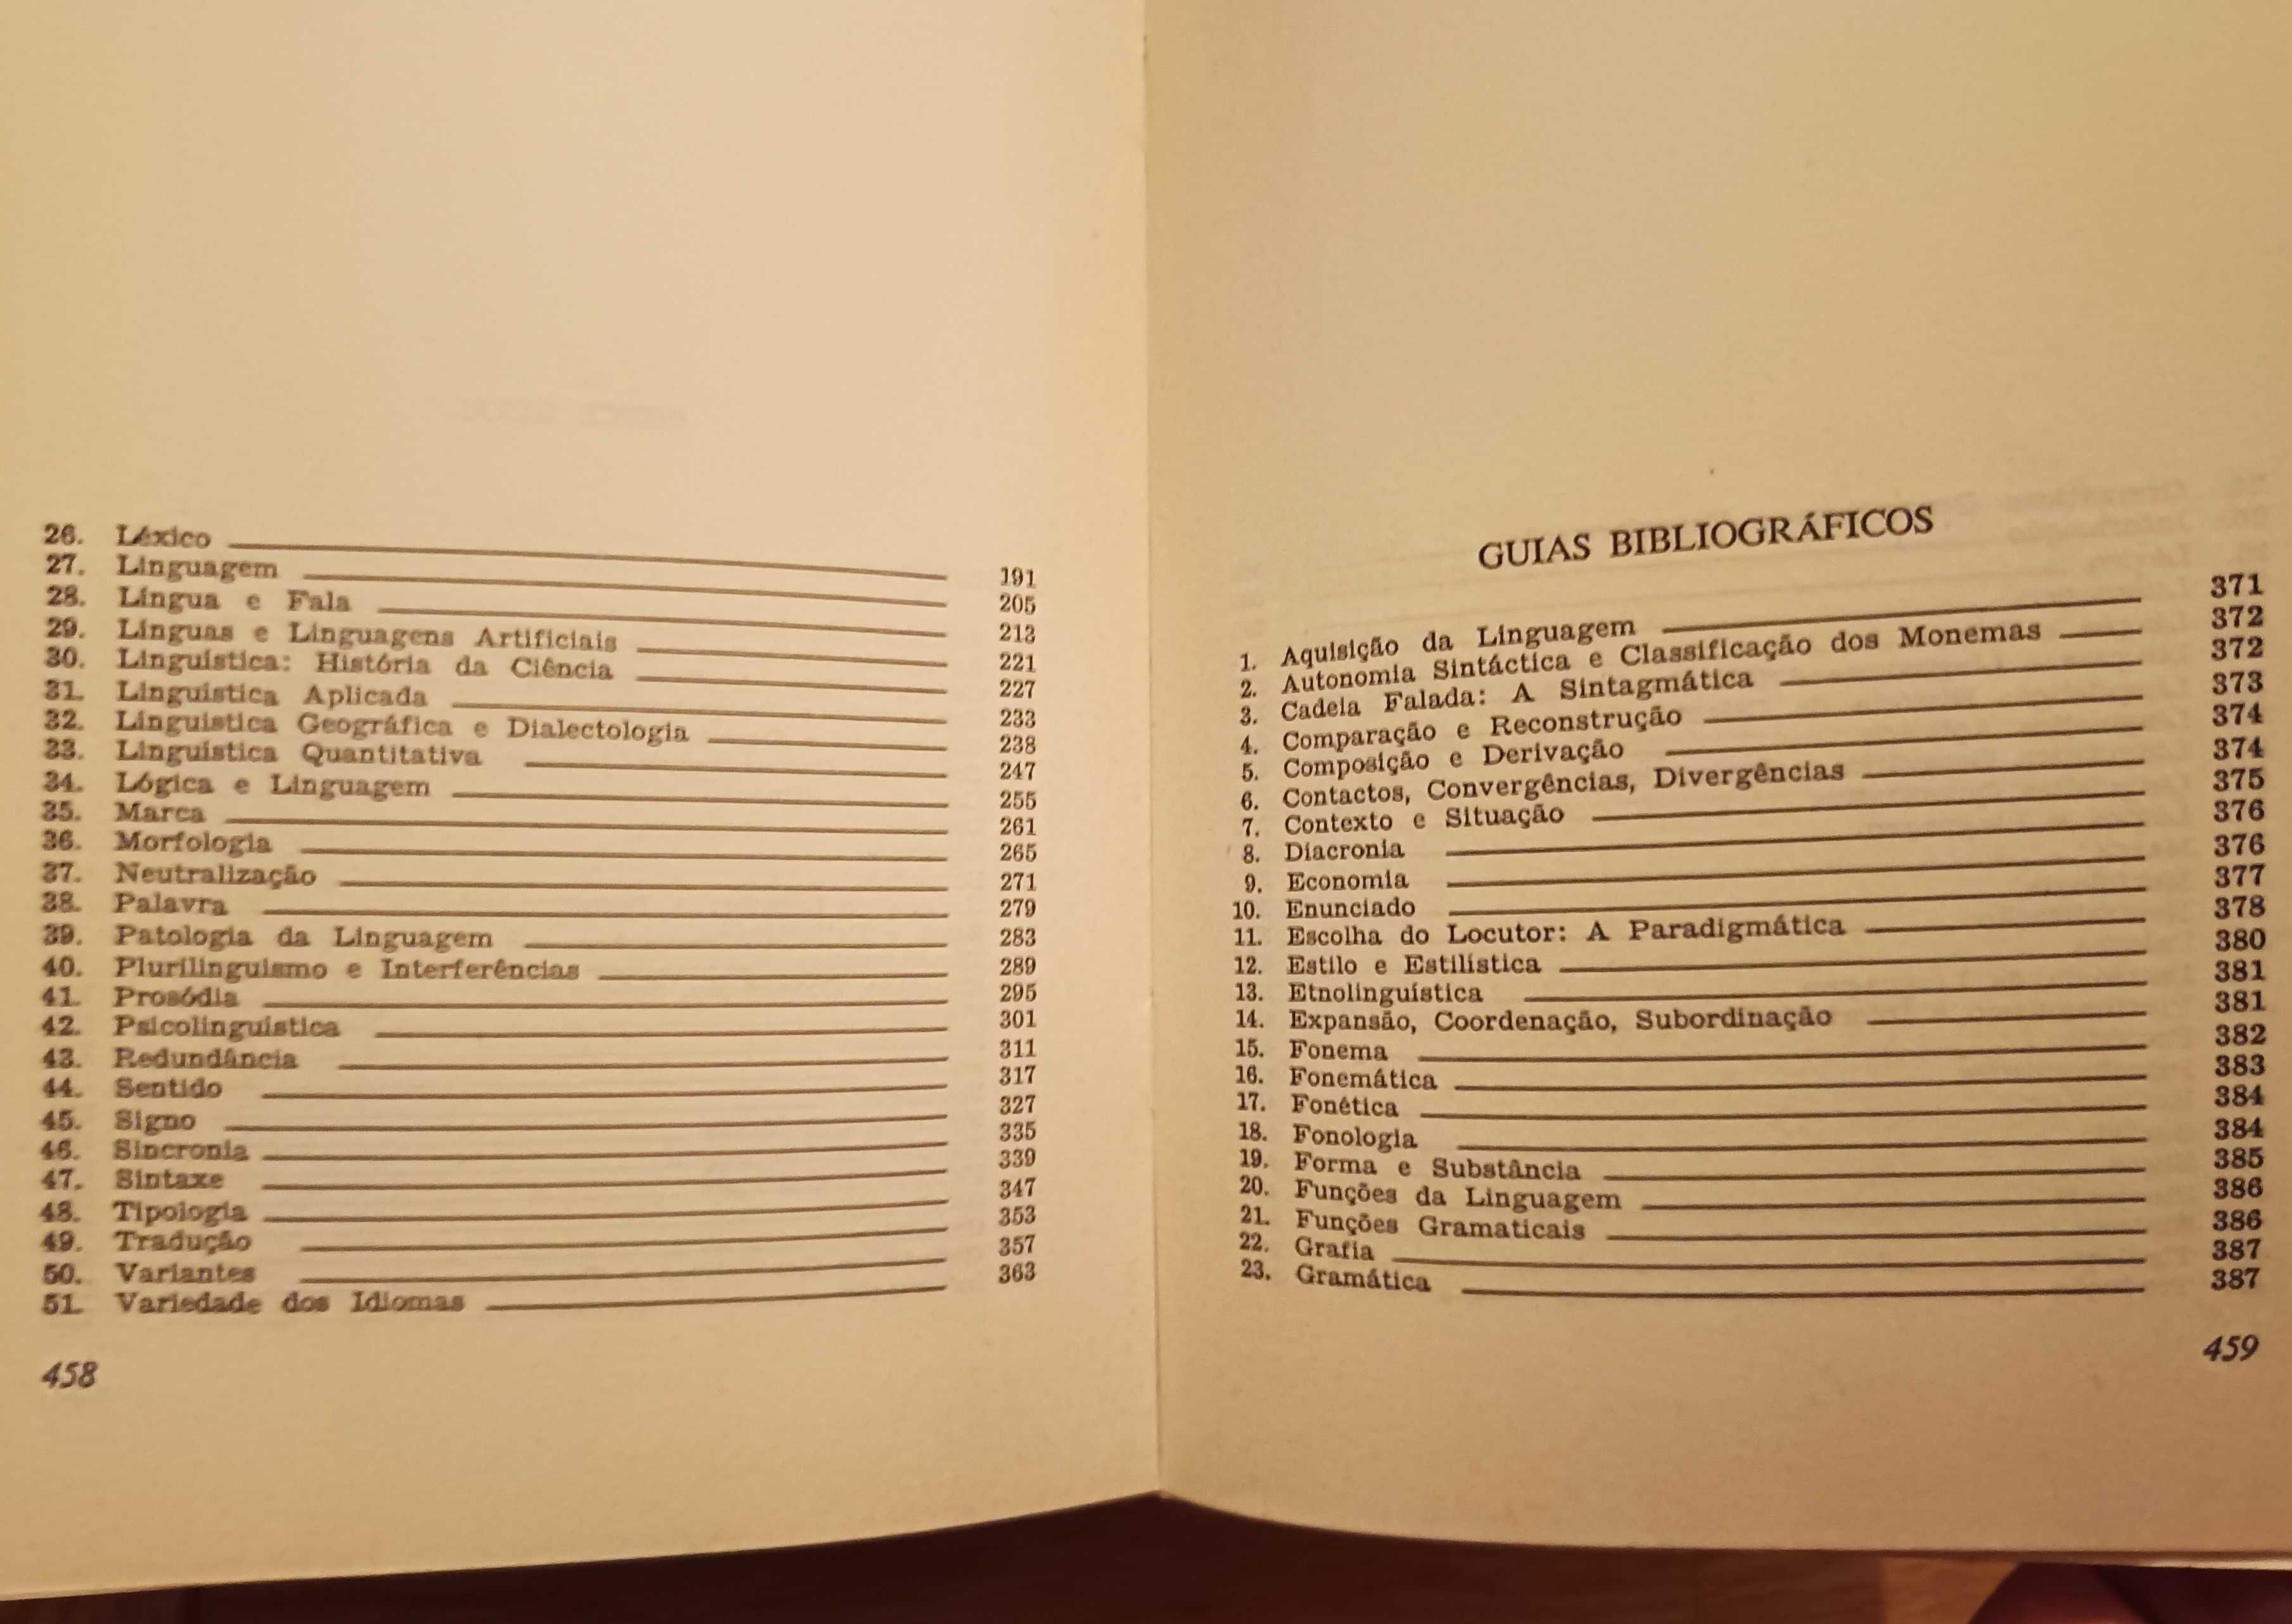 26. Léxico 191
27. Linguagem 205
28. Língua e Fala 213
29. Línguas e Linguagens Artificiais 221
30. Linguística: História da Ciência 227
31. Linguística Aplicada 233
32. Linguística Geográfica e Dialectologia 238
33. Linguística Quantitativa 247
34. Lógica e Linguagem 255
35. Marca 261
36. Morfologia 265
37. Neutralização 271
38. Palavra 279
39. Patologia da Linguagem 283
40. Plurilinguismo e Interferências 289
41. Prosódia 295
42. Psicolinguística 301
43. Redundância 311
44. Sentido 317
45. Signo 327
46. Sincronia 335
47. Sintaxe 339
48. Tipologia 347
49. Tradução 353
50. Variantes 357
51. Variedade dos Idiomas 363
458
GUIAS BIBLIOGRÁFICOS
1. Aquisição da Linguagem 371
2. Autonomia Sintáctica e Classificação dos Monemas 372
3. Cadeia Falada: A Sintagmática 372
4. Comparação e Reconstrução 373
5. Composição e Derivação 374
6. Contactos, Convergências, Divergências 374
7. Contexto e Situação 375
8. Diacronia 376
9. Economia 376
10. Enunciado 377
11. Escolha do Locutor: A Paradigmática 378
12. Estilo e Estilística 380
13. Etnolinguística 381
14. Expansão, Coordenação, Subordinação 381
15. Fonema 382
16. Fonemática 383
17. Fonética 384
18. Fonologia 384
19. Forma e Substância 385
20. Funções da Linguagem 386
21. Funções Gramaticais 386
22. Grafia 387
23. Gramática 387
459